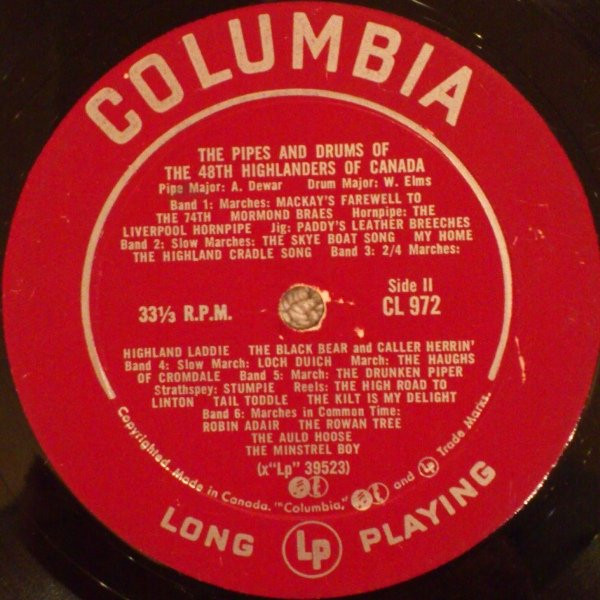 COLUMBIA
THE PIPES AND DRUMS OF
THE 48TH HIGHLANDERS OF CANADA
Pipe Major: A. Dewar Drum Major: W. Elms
Band 1: Marches: MACKAY'S FAREWELL TO
THE 74TH MORMOND BRAES Hornpipe: THE
LIVERPOOL HORNPIPE Jig: PADDY'S LEATHER BREECHES
Band 2: Slow Marches: THE SKYE BOAT SONG MY HOME
THE HIGHLAND CRADLE SONG Band 3: 2/4 Marches:
33⅓ R.P.M.
Side II
CL 972
HIGHLAND LADDIE THE BLACK BEAR and CALLER HERRIN'
Band 4: Slow March: LOCH DUICH March: THE HAUGHS
OF CROMDALE Band 5: March: THE DRUNKEN PIPER
Strathspey: STUMPIE Reels: THE HIGH ROAD TO
LINTON TAIL TODDLE THE KILT IS MY DELIGHT
Band 6: Marches in Common Time:
ROBIN ADAIR THE ROWAN TREE
THE AULD HOOSE
THE MINSTREL BOY
(x"Lp" 39523)
Copyrighted. Made in Canada. "Columbia," and Lp Trade Marks.
LONG Lp PLAYING